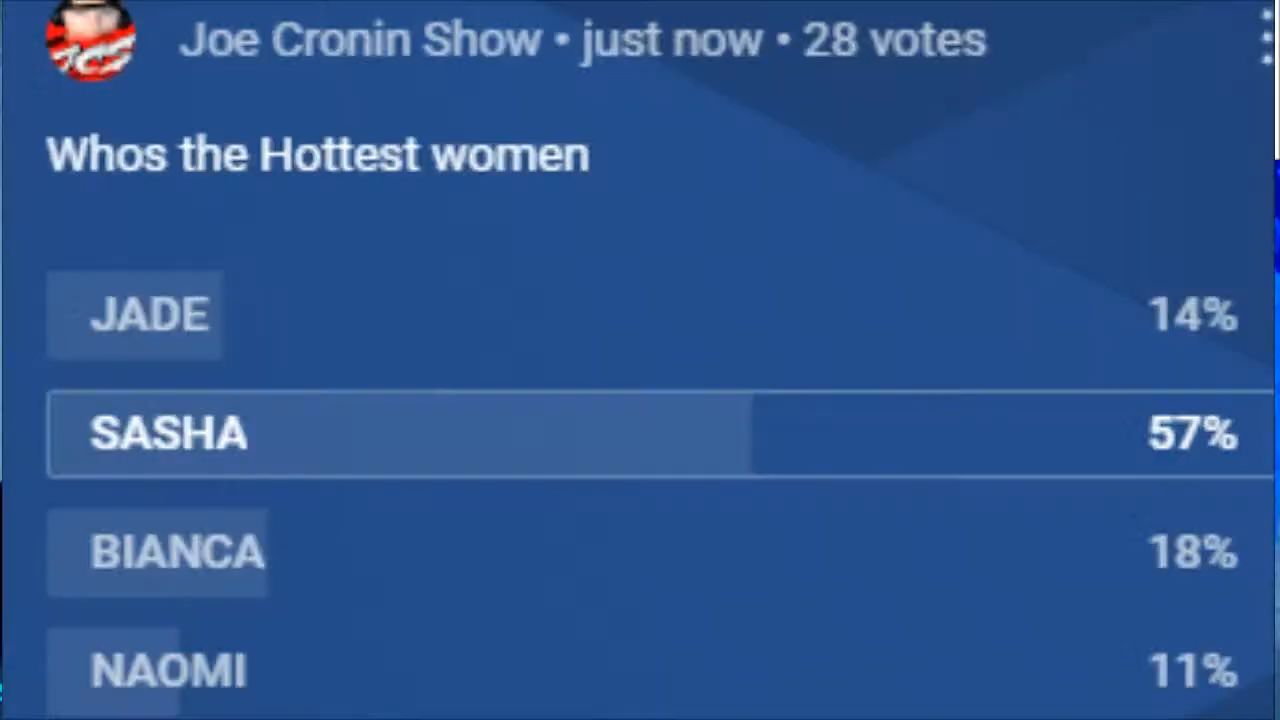 Joe Cronin Show • just now • 28 votes
Whos the Hottest women
JADE 14%
SASHA 57%
BIANCA 18%
NAOMI 11%